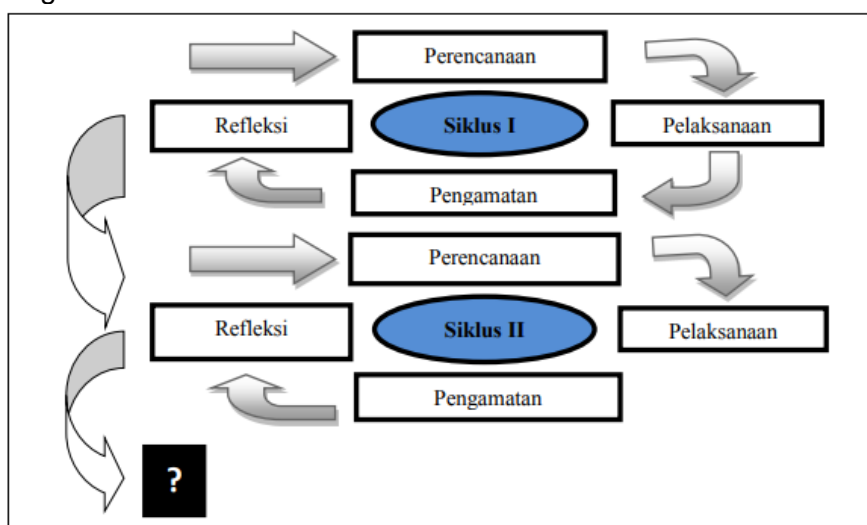 Perencanaan
Refleksi
Siklus I
Pelaksanaan
Pengamatan
Perencanaan
Refleksi
Siklus II
Pelaksanaan
Pengamatan
?